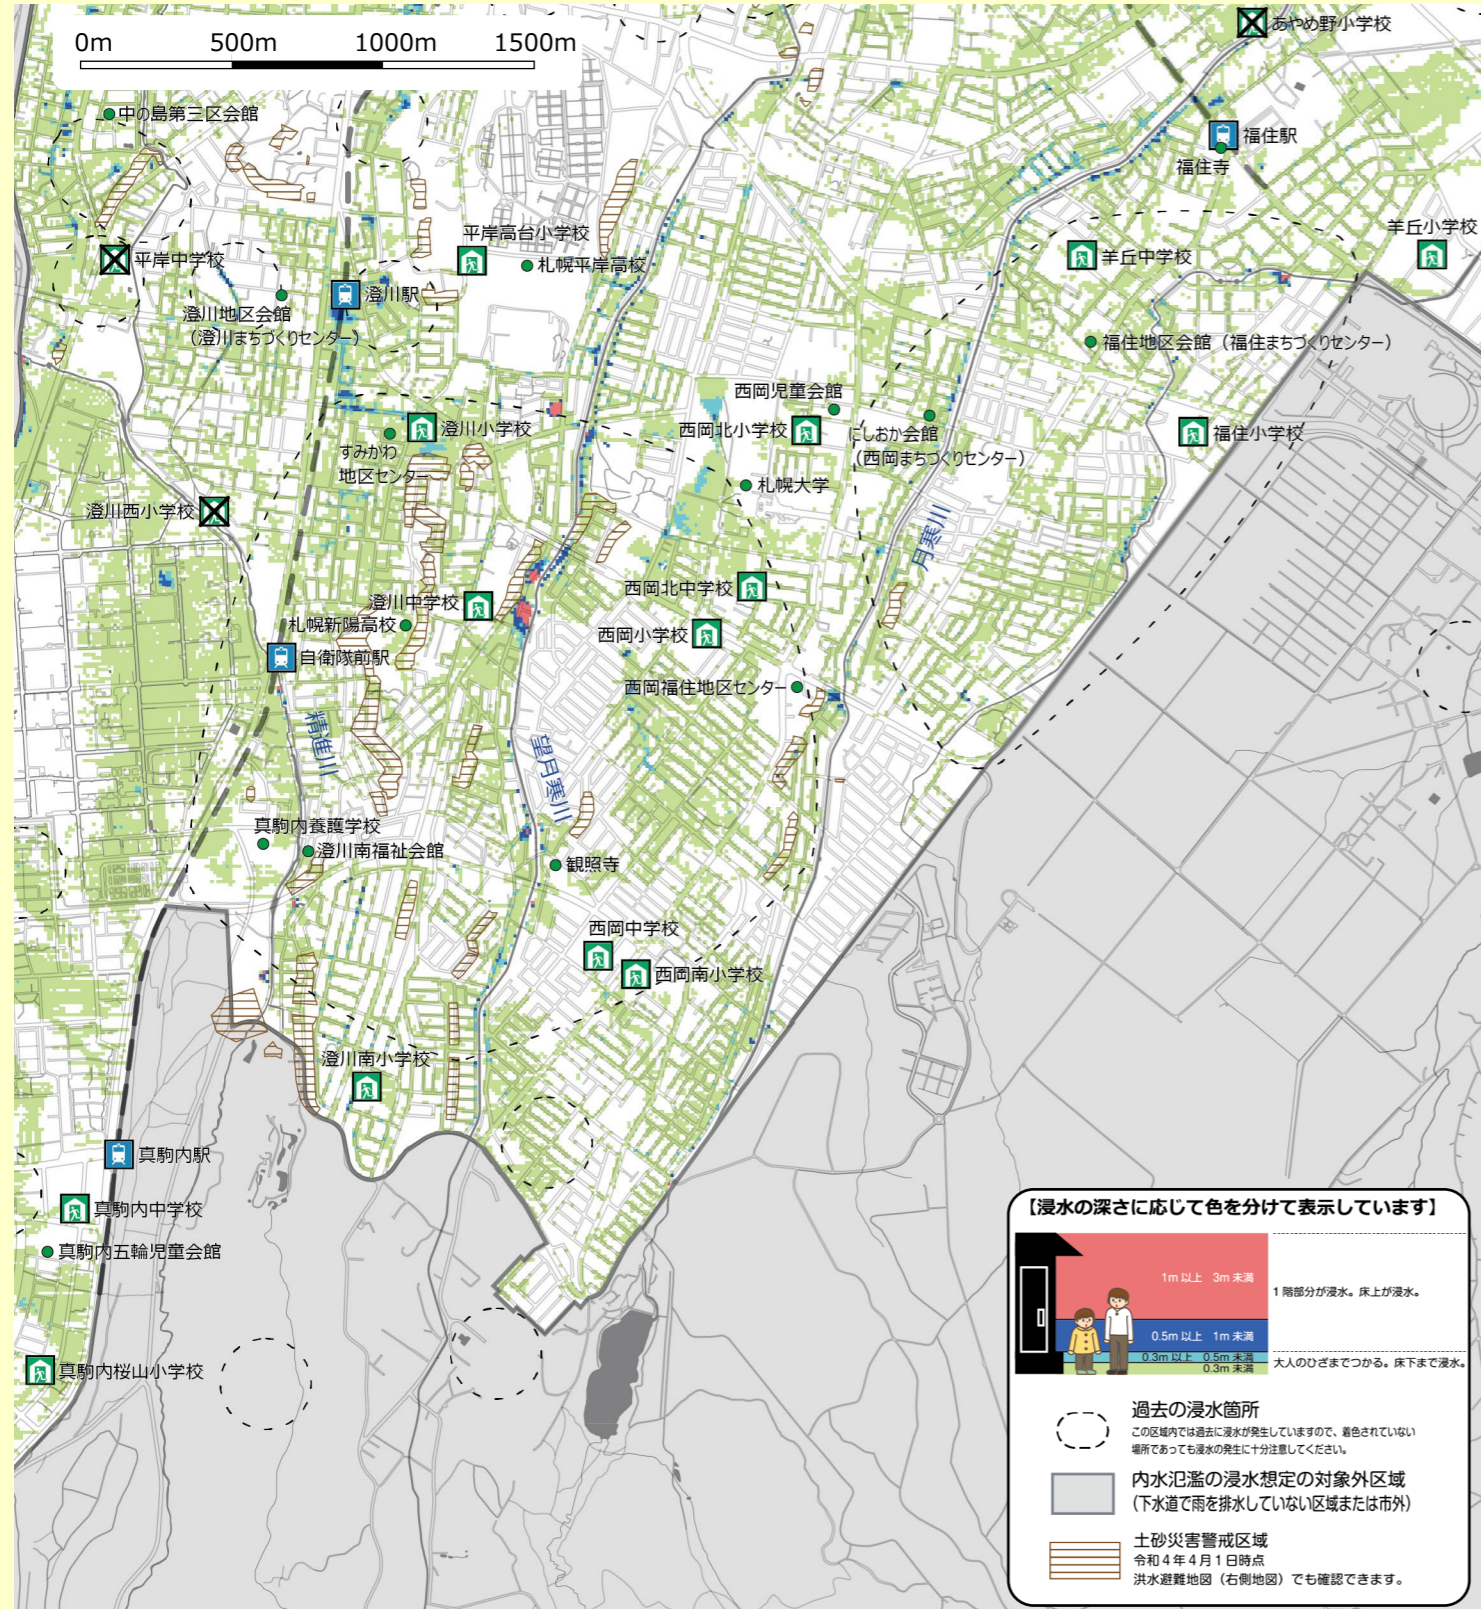 0m 500m 1000m 1500m
あやめ野小学校
中の島第三区会館
福住駅
福住寺
平岸高台小学校
羊丘小学校
平岸中学校
札幌平岸高校
羊丘中学校
澄川駅
澄川地区会館
(澄川まちづくりセンター)
福住地区会館(福住まちづくりセンター)
西岡児童会館
澄川小学校
西岡北小学校
にしおか会館
(西岡まちづくりセンター)
福住小学校
すみかわ
地区センター
札幌大学
澄川西小学校
月寒川
西岡北中学校
澄川中学校
札幌新陽高校
西岡小学校
自衛隊前駅
西岡福住地区センター
精進川
望月寒川
真駒内養護学校
澄川南福祉会館
観照寺
西岡中学校
西岡南小学校
澄川南小学校
真駒内駅
真駒内中学校
真駒内五輪児童会館
真駒内桜山小学校
【浸水の深さに応じて色を分けて表示しています】
1m 以上 3m 未満
1 階部分が浸水。床上が浸水。
0.5m 以上 1m 未満
0.3m 以上 0.5m 未満
0.3m 未満
大人のひざまでつかる。床下まで浸水。
過去の浸水箇所
この区域内では過去に浸水が発生していますので、着色されていない
場所であっても浸水の発生に十分注意してください。
内水氾濫の浸水想定の対象外区域
(下水道で雨を排水していない区域または市外)
土砂災害警戒区域
令和4年4月1日時点
洪水避難地図(右側地図)でも確認できます。